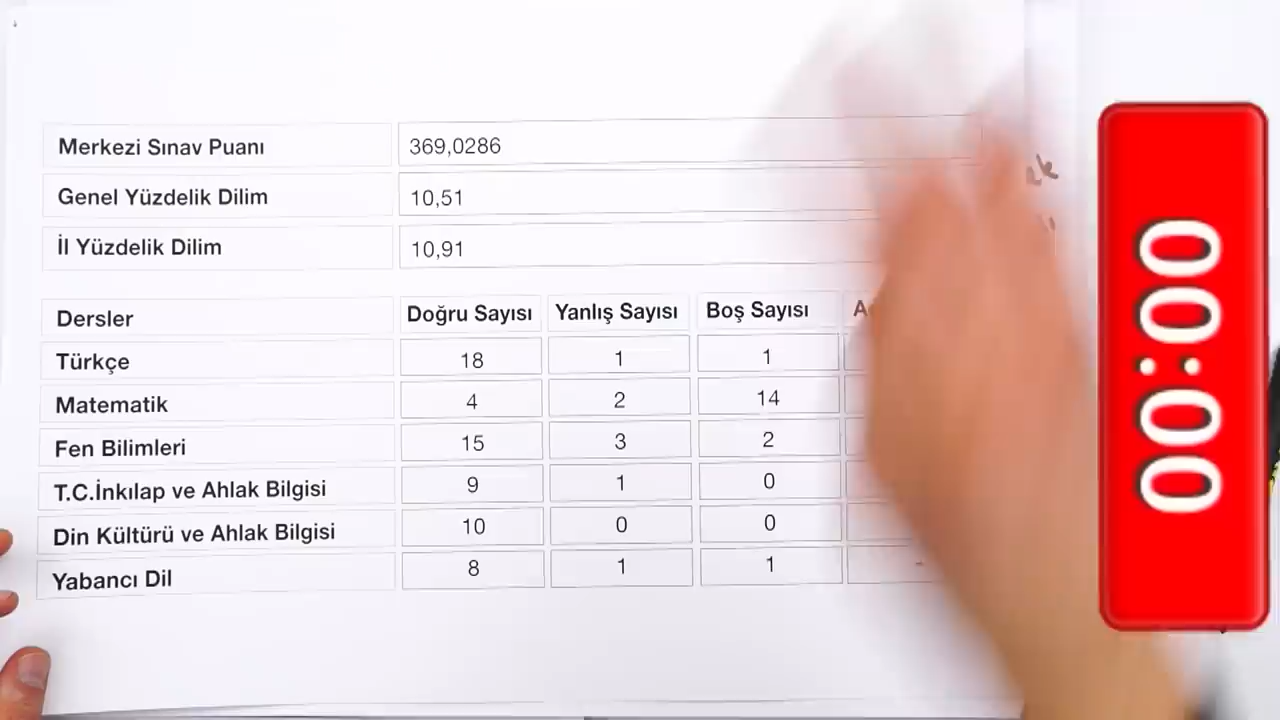 Merkezi Sınav Puanı 369,0286
Genel Yüzdelik Dilim 10,51
İl Yüzdelik Dilim 10,91
Dersler Doğru Sayısı Yanlış Sayısı Boş Sayısı
Türkçe 18 1 1
Matematik 4 2 14
Fen Bilimleri 15 3 2
T.C.İnkılap ve Ahlak Bilgisi 9 1 0
Din Kültürü ve Ahlak Bilgisi 10 0 0
Yabancı Dil 8 1 1
00:00